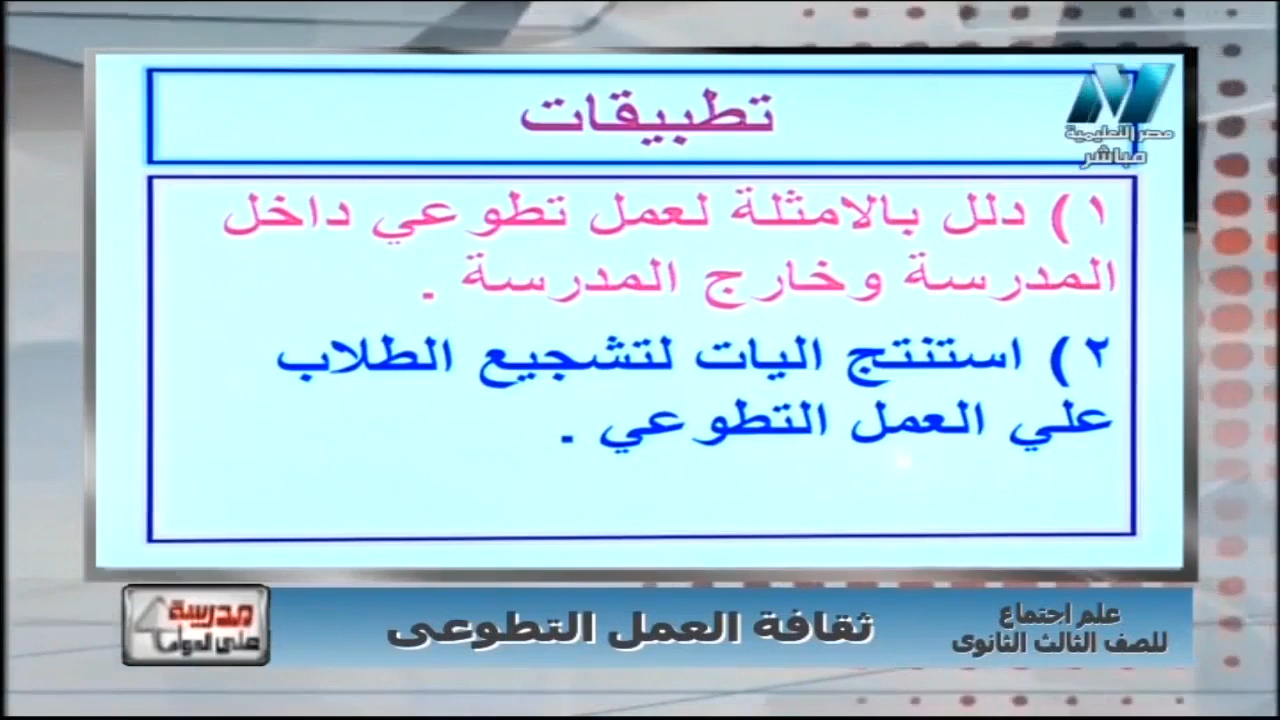 تطبيقات
مصر التعليمية
مباشر
١) دلل بالامثلة لعمل تطوعي داخل
المدرسة وخارج المدرسة .
٢) استنتج اليات لتشجيع الطلاب
علي العمل التطوعي .
علم اجتماع
للصف الثالث الثانوى
ثقافة العمل التطوعى
مدرسة
على الهواء